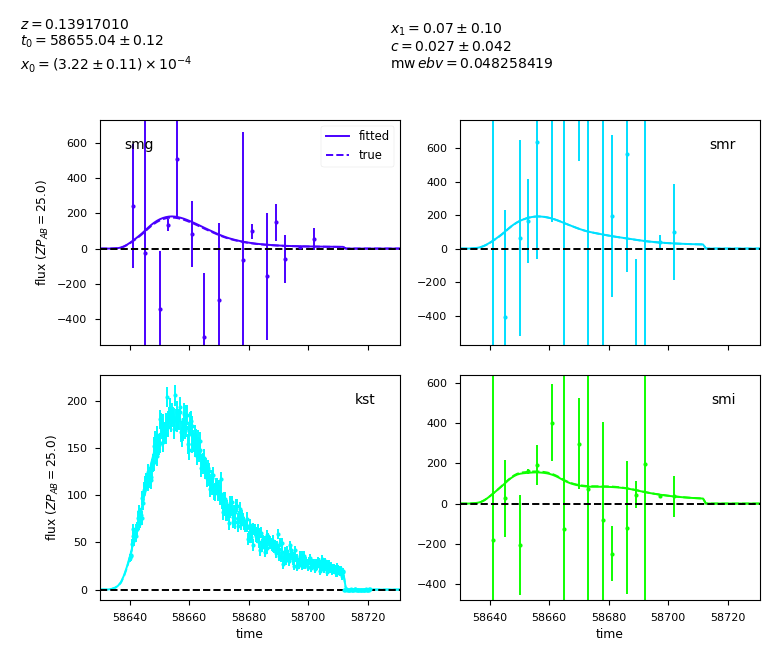 z = 0.13917010
t₀ = 58655.04 ± 0.12
x₀ = (3.22 ± 0.11) × 10⁻⁴
x₁ = 0.07 ± 0.10
c = 0.027 ± 0.042
mw ebv = 0.048258419
smg
fitted
true
600
400
200
0
−200
−400
flux (ZP_AB = 25.0)
smr
600
400
200
0
−200
−400
kst
200
150
100
50
0
flux (ZP_AB = 25.0)
58640 58660 58680 58700 58720
time
smi
600
400
200
0
−200
−400
58640 58660 58680 58700 58720
time